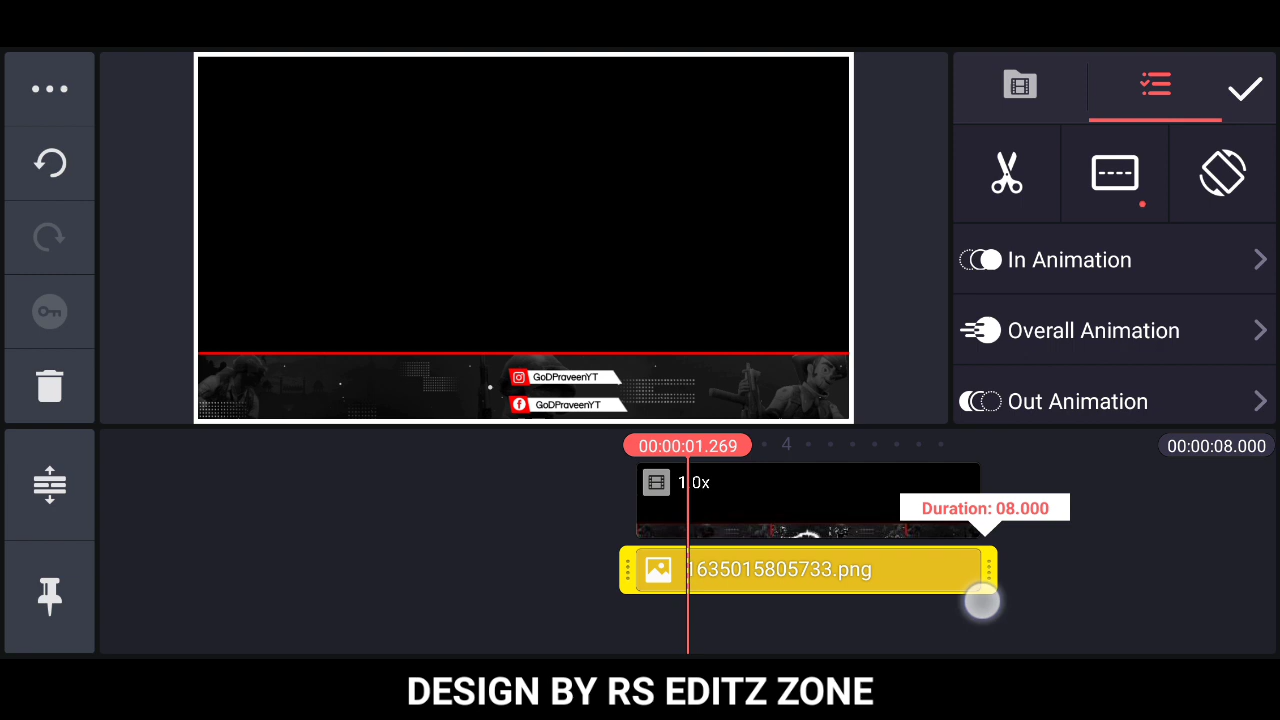 In Animation
Overall Animation
Out Animation
GoDPraveenYT
GoDPraveenYT
00:00:01.269
4
00:00:08.000
1.0x
Duration: 08.000
1635015805733.png
DESIGN BY RS EDITZ ZONE